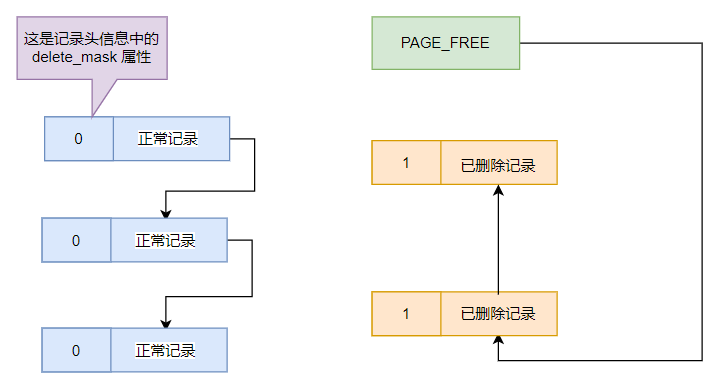 这是记录头信息中的
delete_mask 属性
0
正常记录
0
正常记录
0
正常记录
PAGE_FREE
1
已删除记录
1
已删除记录